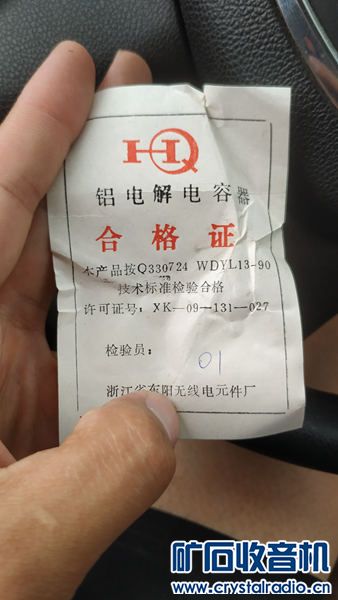 HQ
铝电解电容器
合格证
本产品按Q330724 WDYL13-90
技术标准检验合格
许可证号：XK—09—131—027
检验员：
01
浙江省东阳无线电元件厂
矿石收音机
www.crystalradio.cn